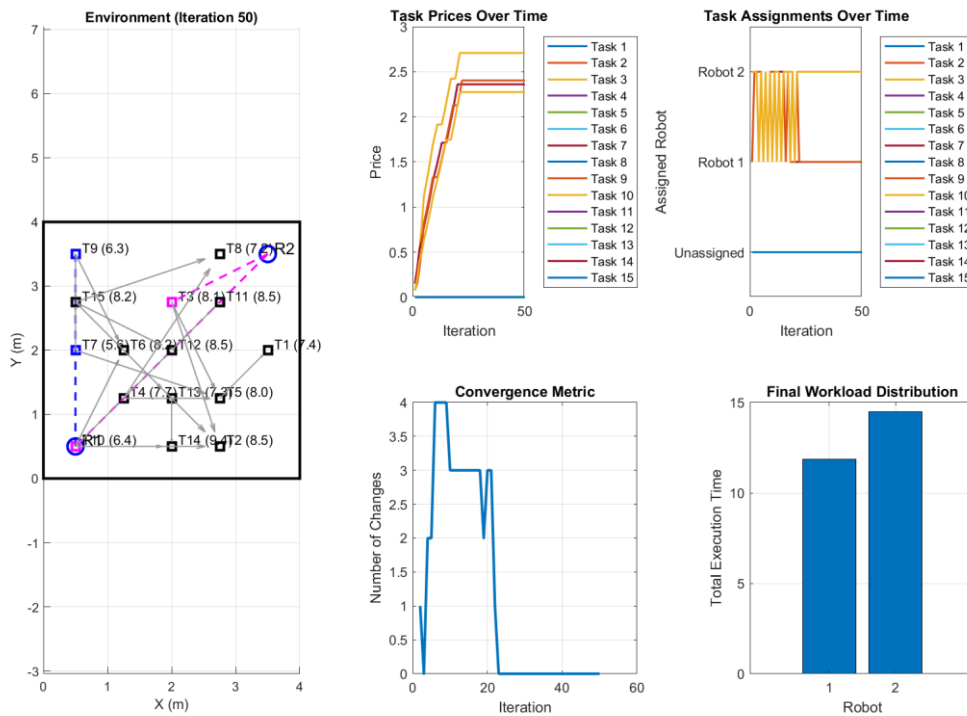 Environment (Iteration 50)
7
6
5
4
3
2
1
0
-1
-2
-3
Y (m)
T9 (6.3)
T8 (7.2)
R2
T15 (8.2)
T3 (8.1)
T11 (8.5)
T7 (5.6)
T6 (8.2)
T12 (8.5)
T1 (7.4)
T4 (7.7)
T13 (7.3)
T5 (8.0)
R1
T10 (6.4)
T14 (9.4)
T2 (8.5)
0
1
2
3
4
X (m)
Task Prices Over Time
3
2.5
2
1.5
1
0.5
0
Price
0
50
Iteration
Task 1
Task 2
Task 3
Task 4
Task 5
Task 6
Task 7
Task 8
Task 9
Task 10
Task 11
Task 12
Task 13
Task 14
Task 15
Task Assignments Over Time
Robot 2
Robot 1
Unassigned
Assigned Robot
0
50
Iteration
Task 1
Task 2
Task 3
Task 4
Task 5
Task 6
Task 7
Task 8
Task 9
Task 10
Task 11
Task 12
Task 13
Task 14
Task 15
Convergence Metric
4
3.5
3
2.5
2
1.5
1
0.5
0
Number of Changes
0
20
40
60
Iteration
Final Workload Distribution
15
10
5
0
Total Execution Time
1
2
Robot